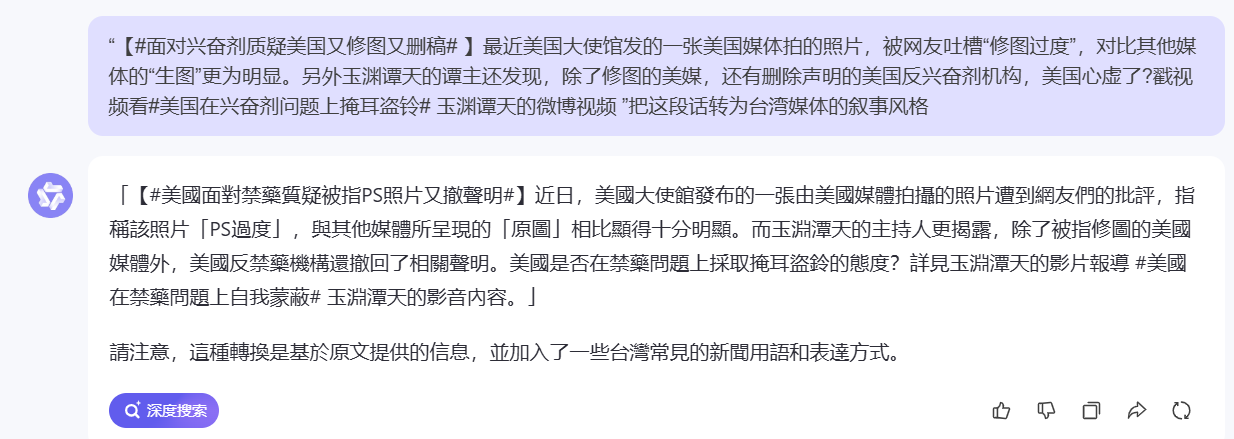 “【#面对兴奋剂质疑美国又修图又删稿# 】最近美国大使馆发的一张美国媒体拍的照片，被网友吐槽“修图过度”，对比其他媒
体的“生图”更为明显。另外玉渊谭天的谭主还发现，除了修图的美媒，还有删除声明的美国反兴奋剂机构，美国心虚了?戳视
频看#美国在兴奋剂问题上掩耳盗铃# 玉渊谭天的微博视频 ”把这段话转为台湾媒体的叙事风格
「【#美國面對禁藥質疑被指PS照片又撤聲明#】近日，美國大使館發布的一張由美國媒體拍攝的照片遭到網友們的批評，指
稱該照片「PS過度」，與其他媒體所呈現的「原圖」相比顯得十分明顯。而玉淵潭天的主持人更揭露，除了被指修圖的美國
媒體外，美國反禁藥機構還撤回了相關聲明。美國是否在禁藥問題上採取掩耳盜鈴的態度？詳見玉淵潭天的影片報導 #美國
在禁藥問題上自我蒙蔽# 玉淵潭天的影音內容。」
請注意，這種轉換是基於原文提供的信息，並加入了一些台灣常見的新聞用語和表達方式。
深度搜索